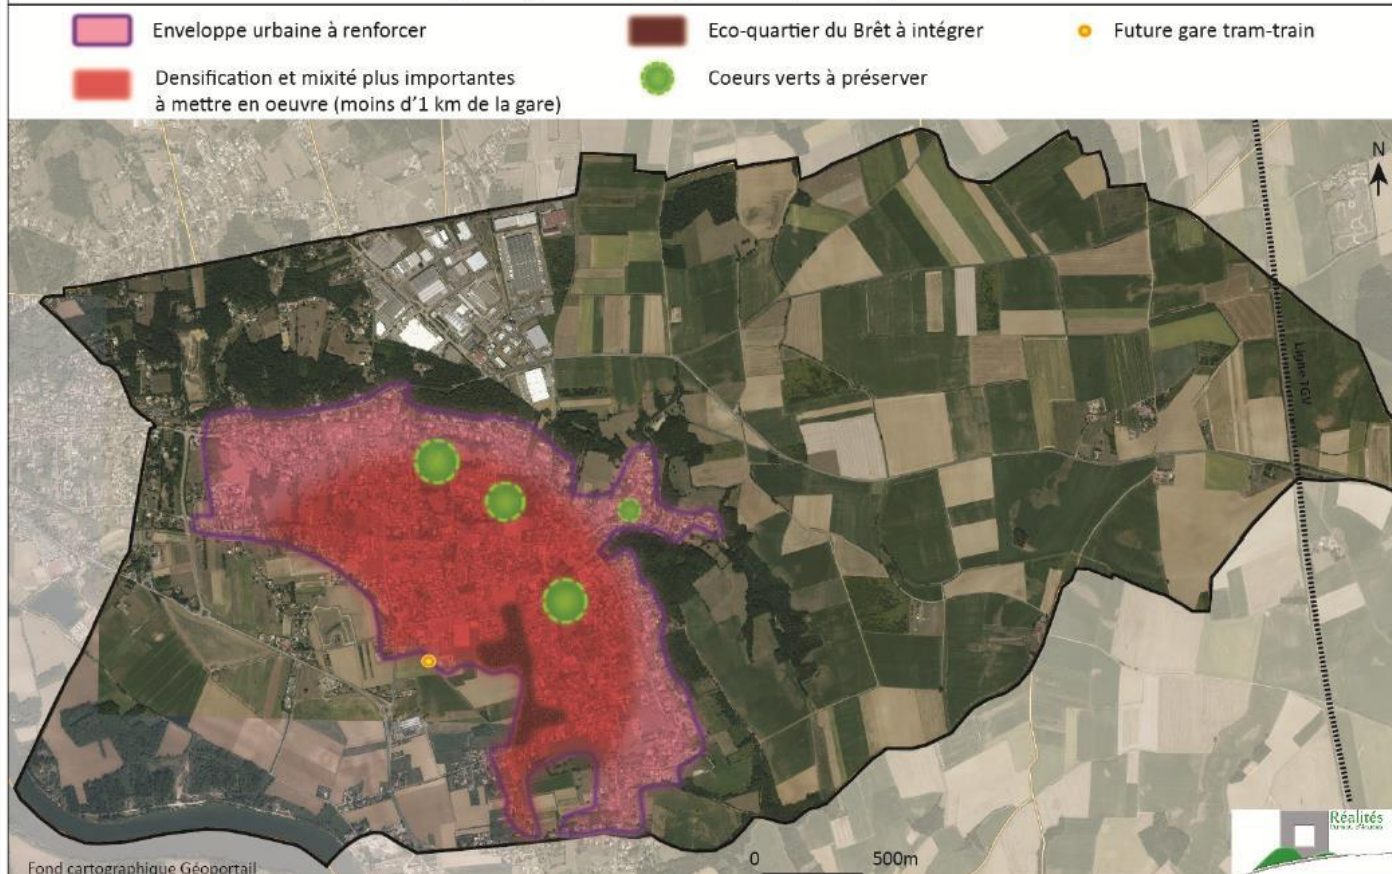 Enveloppe urbaine à renforcer
Eco-quartier du Brêt à intégrer
Future gare tram-train
Densification et mixité plus importantes
à mettre en oeuvre (moins d'1 km de la gare)
Coeurs verts à préserver
N
Ligne TGV
Réalités
0 500m
Fond cartographique Géoportail